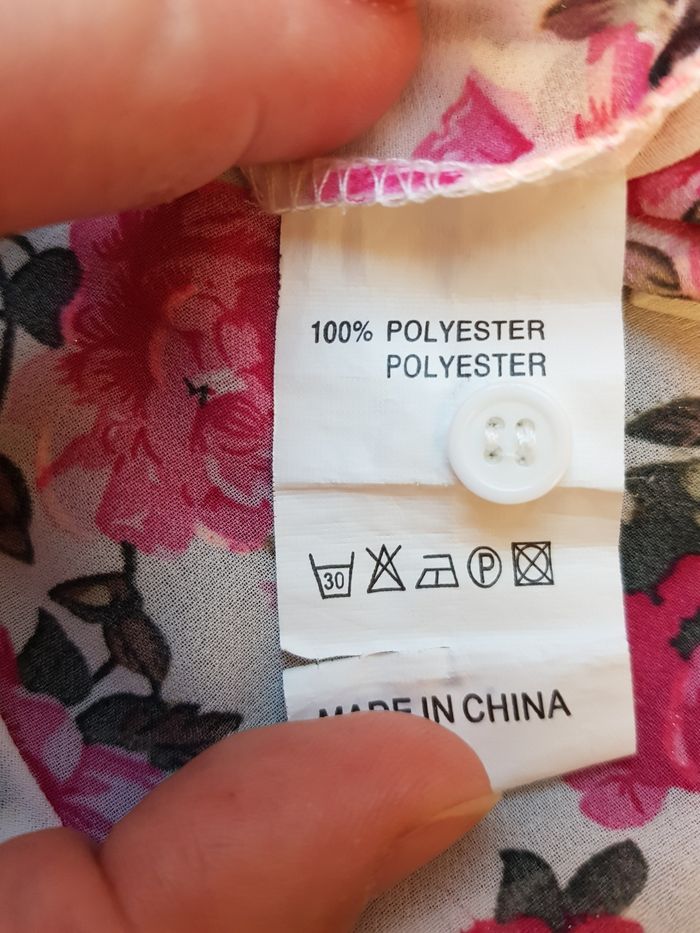 100% POLYESTER
POLYESTER
30 P
MADE IN CHINA